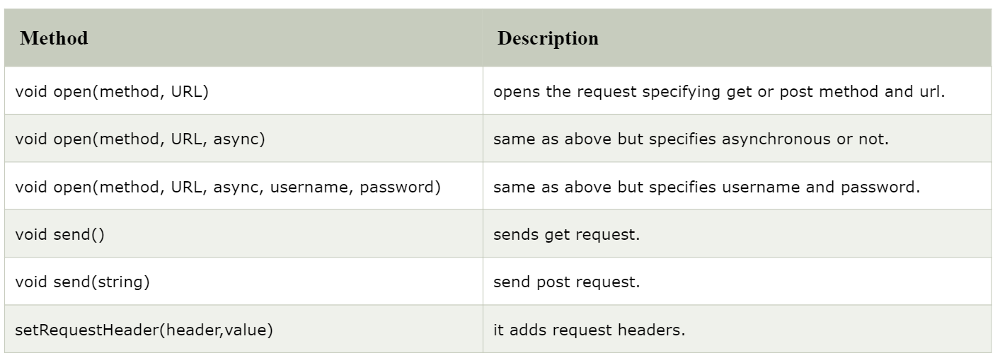 Method Description
void open(method, URL) opens the request specifying get or post method and url.
void open(method, URL, async) same as above but specifies asynchronous or not.
void open(method, URL, async, username, password) same as above but specifies username and password.
void send() sends get request.
void send(string) send post request.
setRequestHeader(header,value) it adds request headers.